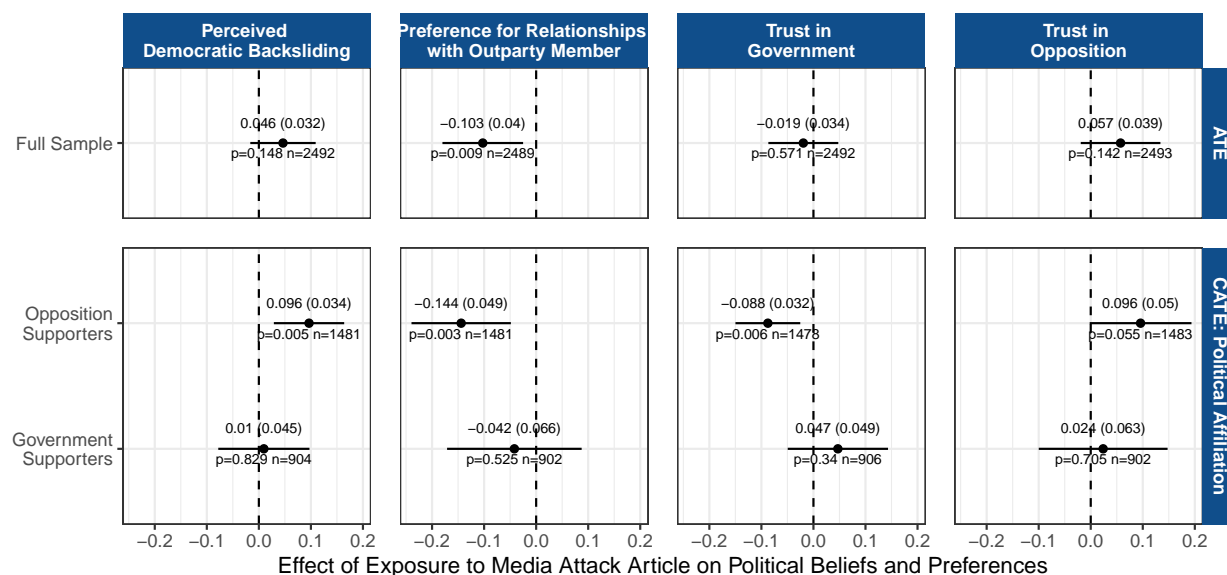 Perceived
Democratic Backsliding
Preference for Relationships
with Outparty Member
Trust in
Government
Trust in
Opposition
Full Sample
0.046 (0.032)
p=0.148 n=2492
−0.103 (0.04)
p=0.009 n=2489
−0.019 (0.034)
p=0.571 n=2492
0.057 (0.039)
p=0.142 n=2493
ATE
Opposition
Supporters
0.096 (0.034)
p=0.005 n=1481
−0.144 (0.049)
p=0.003 n=1481
−0.088 (0.032)
p=0.006 n=1478
0.096 (0.05)
p=0.055 n=1483
Government
Supporters
0.01 (0.045)
p=0.829 n=904
−0.042 (0.066)
p=0.525 n=902
0.047 (0.049)
p=0.34 n=906
0.024 (0.063)
p=0.705 n=902
CATE: Political Affiliation
−0.2 −0.1 0.0 0.1 0.2
−0.2 −0.1 0.0 0.1 0.2
−0.2 −0.1 0.0 0.1 0.2
−0.2 −0.1 0.0 0.1 0.2
Effect of Exposure to Media Attack Article on Political Beliefs and Preferences